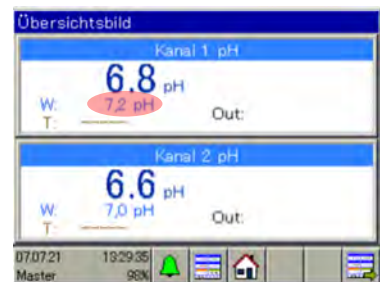 Übersichtsbild
Kanal 1 pH
6.8 pH
W: 7,2 pH
T: Out:
Kanal 2 pH
6.6 pH
W: 7,0 pH
T: Out:
07.07.21 13:29:35
Master 98%